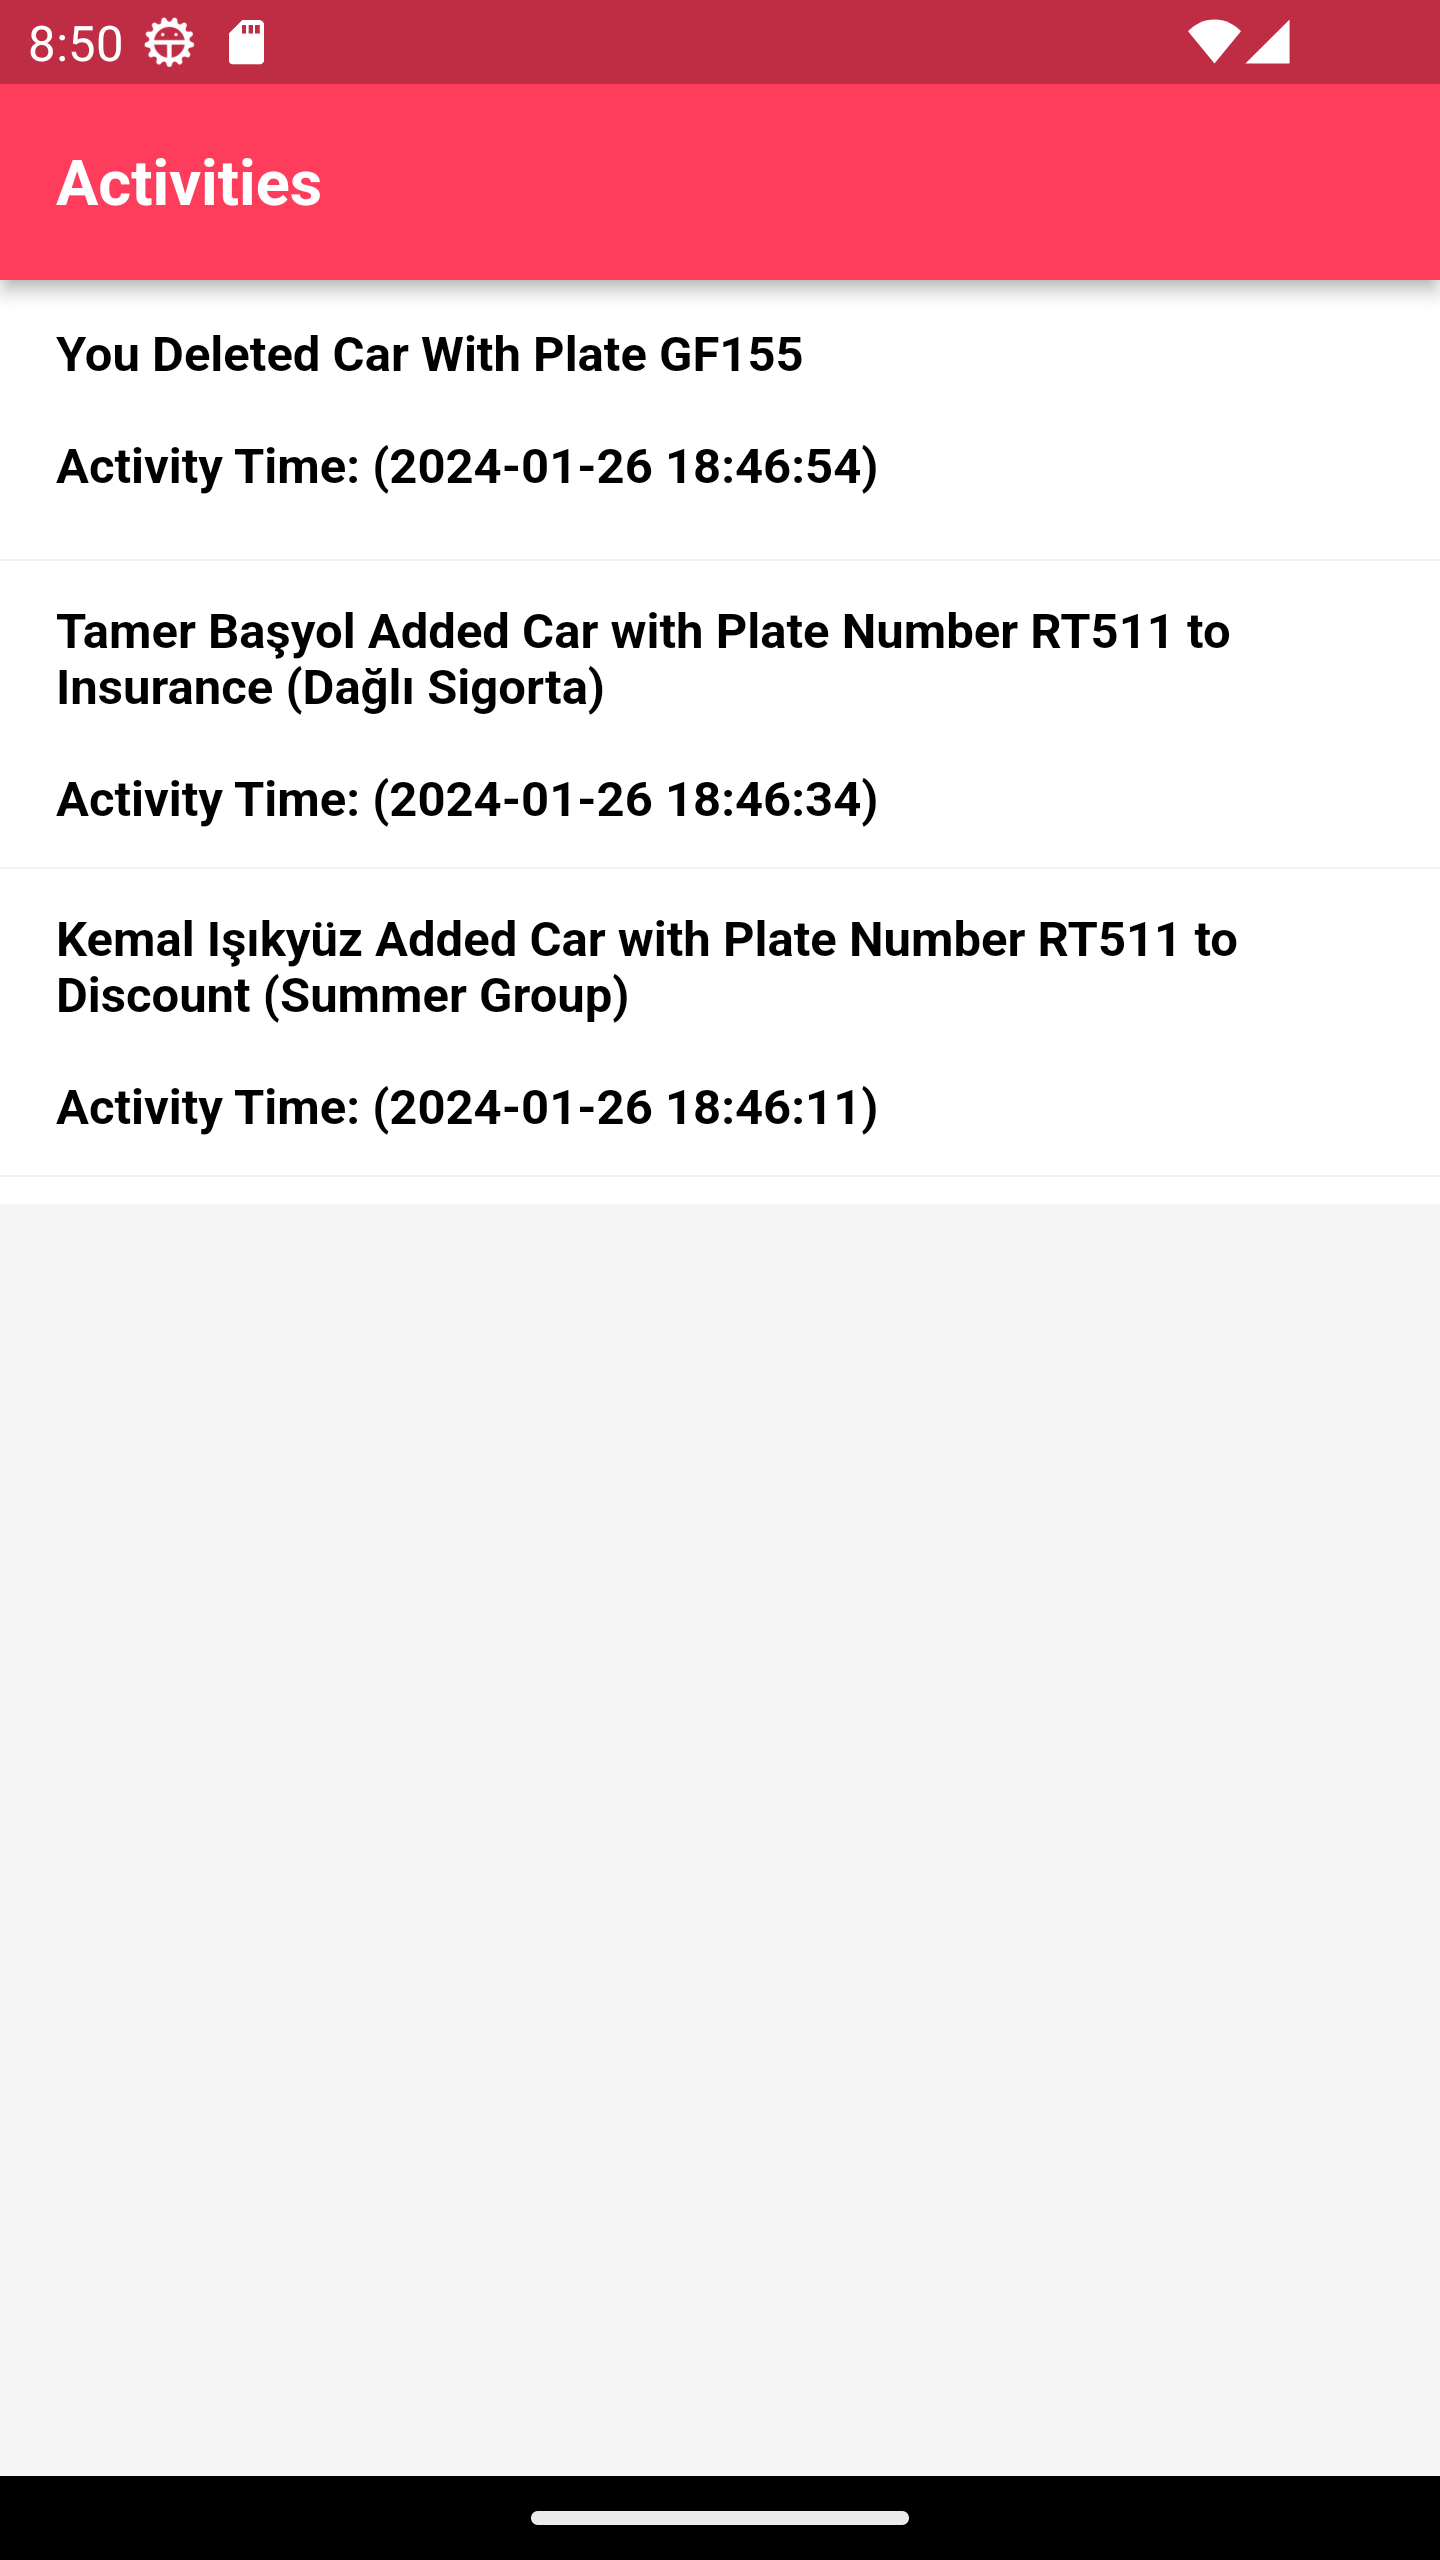 8:50
Activities
You Deleted Car With Plate GF155
Activity Time: (2024-01-26 18:46:54)
Tamer Başyol Added Car with Plate Number RT511 to
Insurance (Dağlı Sigorta)
Activity Time: (2024-01-26 18:46:34)
Kemal Işıkyüz Added Car with Plate Number RT511 to
Discount (Summer Group)
Activity Time: (2024-01-26 18:46:11)